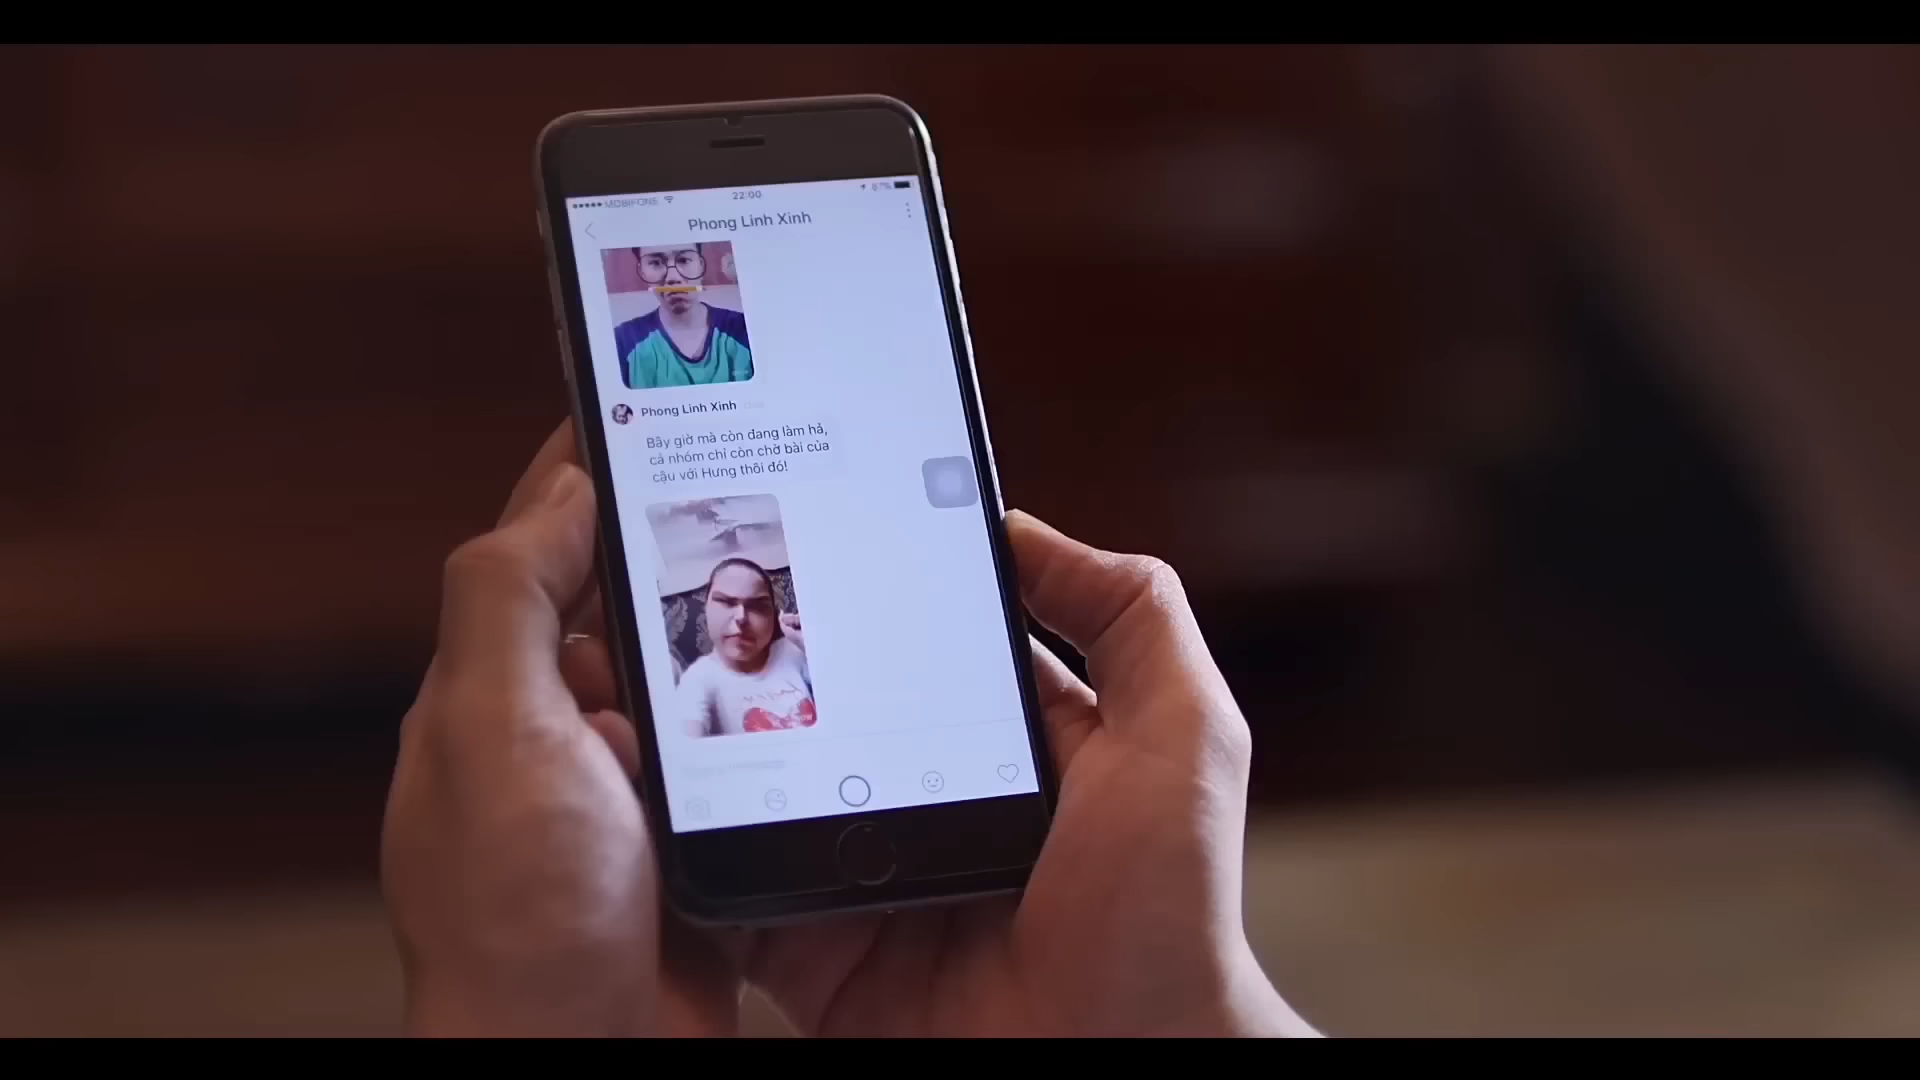 MOBIFONE
22:00
87%
Phong Linh Xinh
Phong Linh Xinh
Bây giờ mà còn đang làm hả,
cả nhóm chỉ còn chờ bài của
cậu với Hưng thôi đó!